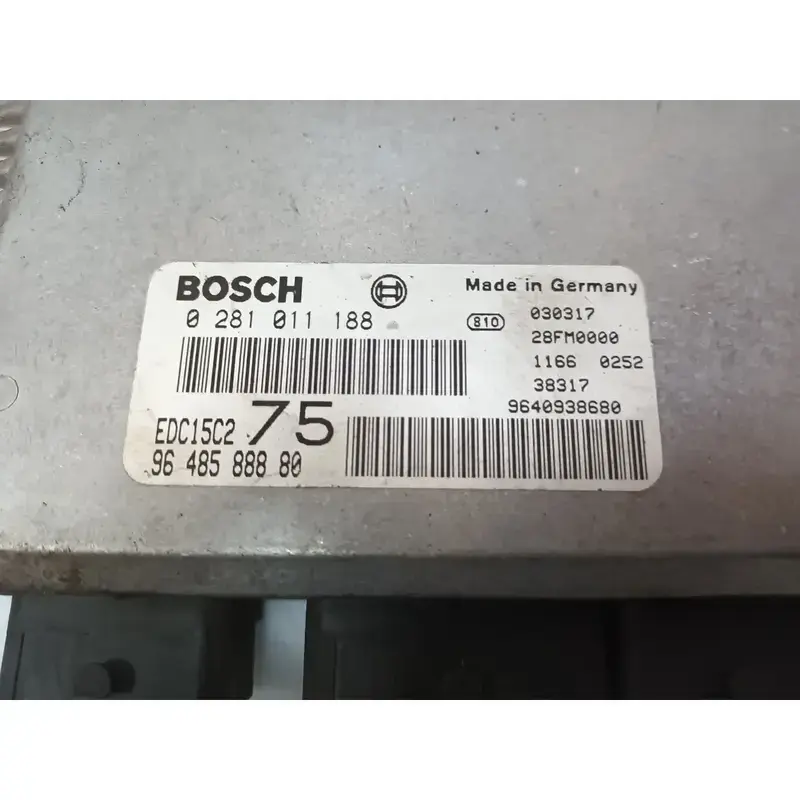 BOSCH
Made in Germany
0 281 011 188
810
030317
28FM0000
1166 0252
38317
9640938680
EDC15C2 75
96 485 888 80